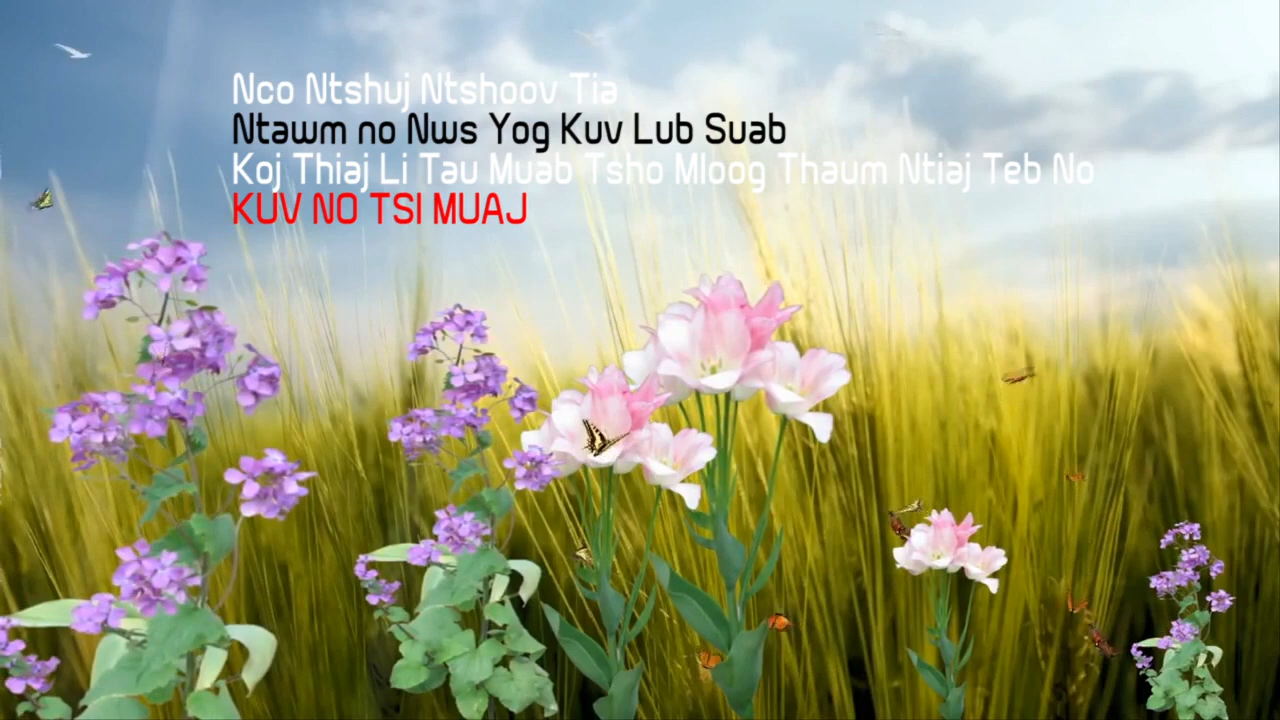 Nco Ntshuj Ntshoov Tia
Ntawm no Nws Yog Kuv Lub Suab
Koj Thiaj Li Tau Muab Tsho Mloog Thaum Ntiaj Teb No
KUV NO TSI MUAJ